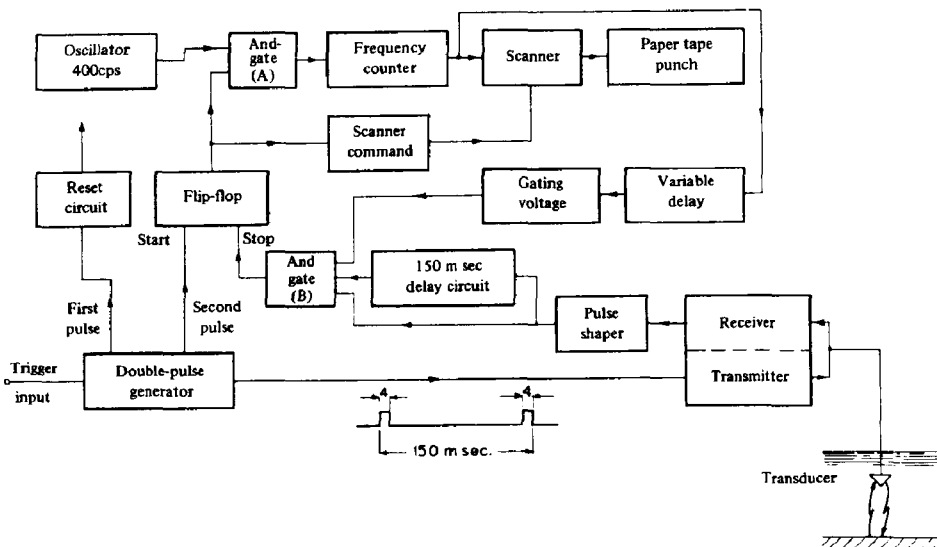 Oscillator
400cps
And-
gate
(A)
Frequency
counter
Scanner
Paper tape
punch
Scanner
command
Reset
circuit
Flip-flop
Gating
voltage
Variable
delay
Start
Stop
And
gate
(B)
150 m sec
delay circuit
First
pulse
Second
pulse
Pulse
shaper
Receiver
Transmitter
Trigger
input
Double-pulse
generator
4
4
150 m sec.
Transducer